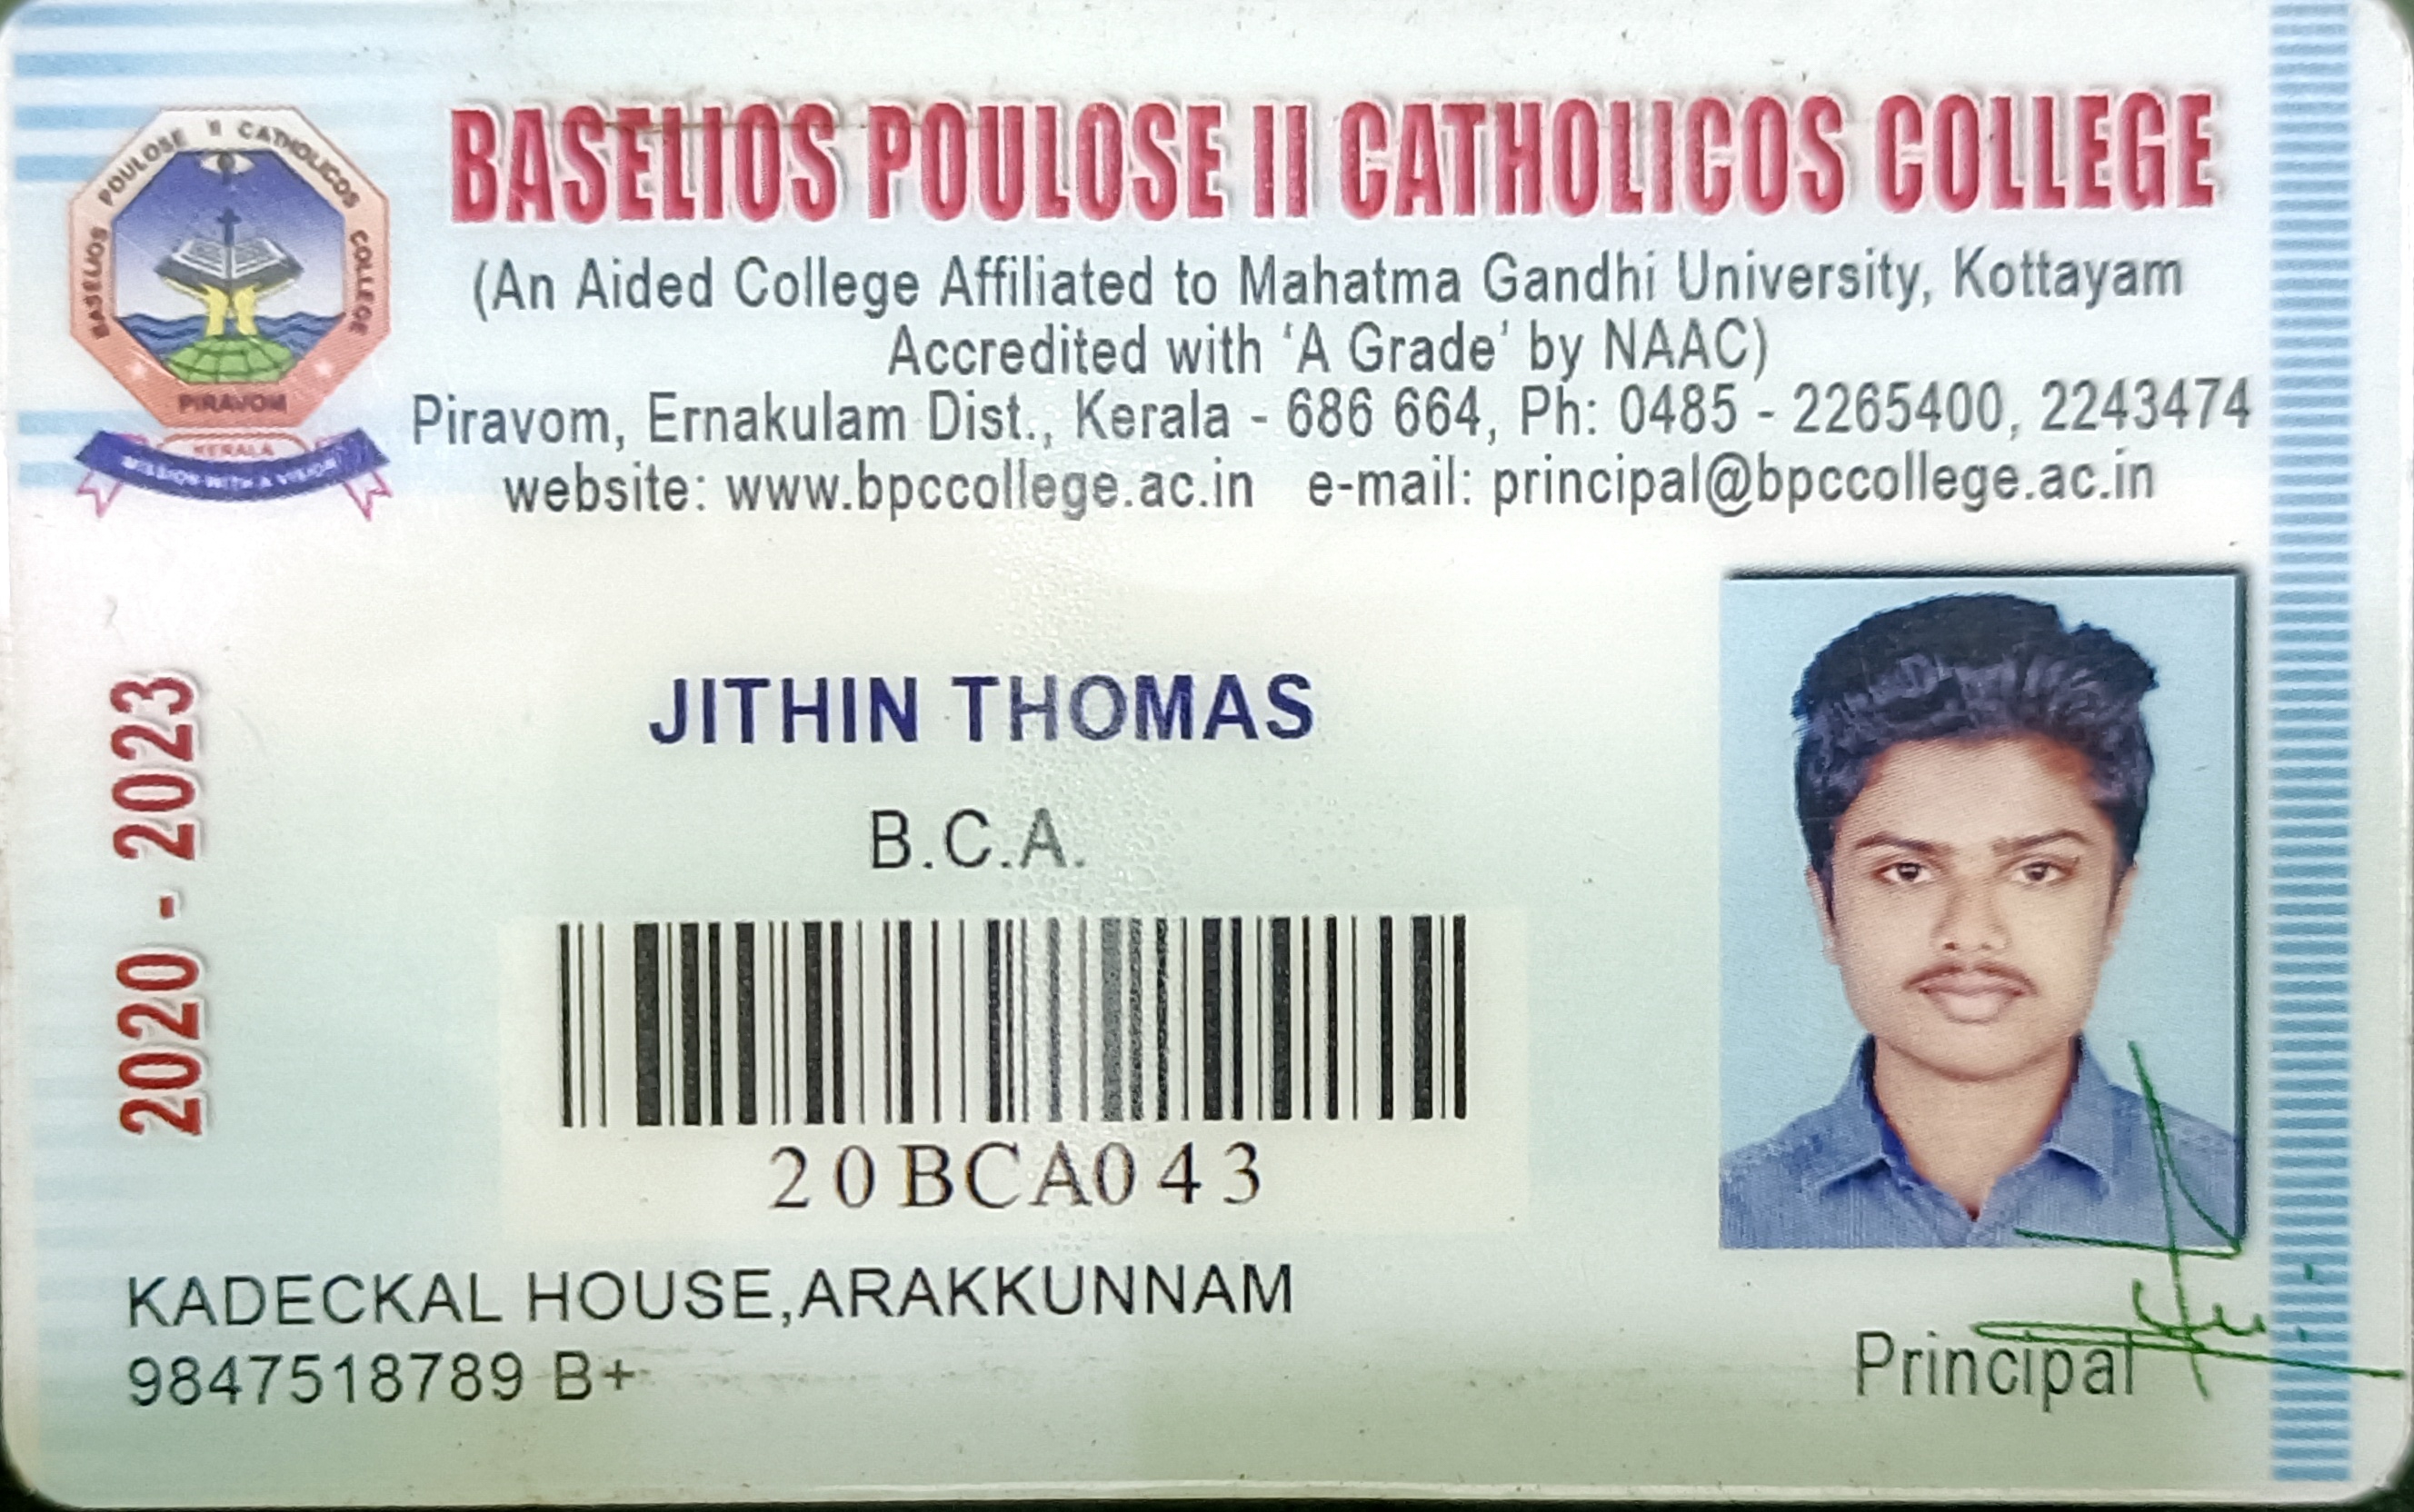 BASELIOS POULOSE II CATHOLICOS COLLEGE
(An Aided College Affiliated to Mahatma Gandhi University, Kottayam
Accredited with 'A Grade' by NAAC)
Piravom, Ernakulam Dist., Kerala - 686 664, Ph: 0485 - 2265400, 2243474
website: www.bpccollege.ac.in e-mail: principal@bpccollege.ac.in
BASELIOS POULOSE II CATHOLICOS COLLEGE
PIRAVOM
KERALA
MISSION WITH A VISION
2020 - 2023
JITHIN THOMAS
B.C.A.
20BCA043
KADECKAL HOUSE,ARAKKUNNAM
9847518789 B+
Principal